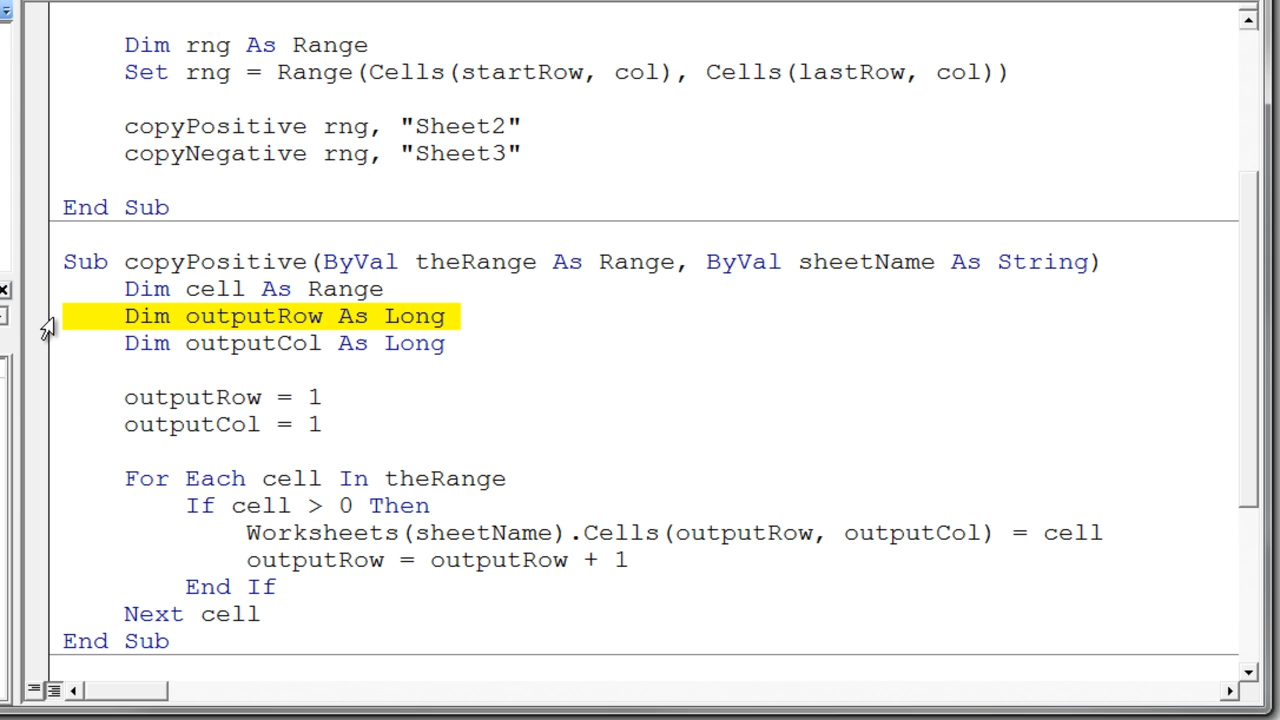 Dim rng As Range
Set rng = Range(Cells(startRow, col), Cells(lastRow, col))
copyPositive rng, "Sheet2"
copyNegative rng, "Sheet3"
End Sub
Sub copyPositive(ByVal theRange As Range, ByVal sheetName As String)
Dim cell As Range
Dim outputRow As Long
Dim outputCol As Long
outputRow = 1
outputCol = 1
For Each cell In theRange
If cell > 0 Then
Worksheets(sheetName).Cells(outputRow, outputCol) = cell
outputRow = outputRow + 1
End If
Next cell
End Sub